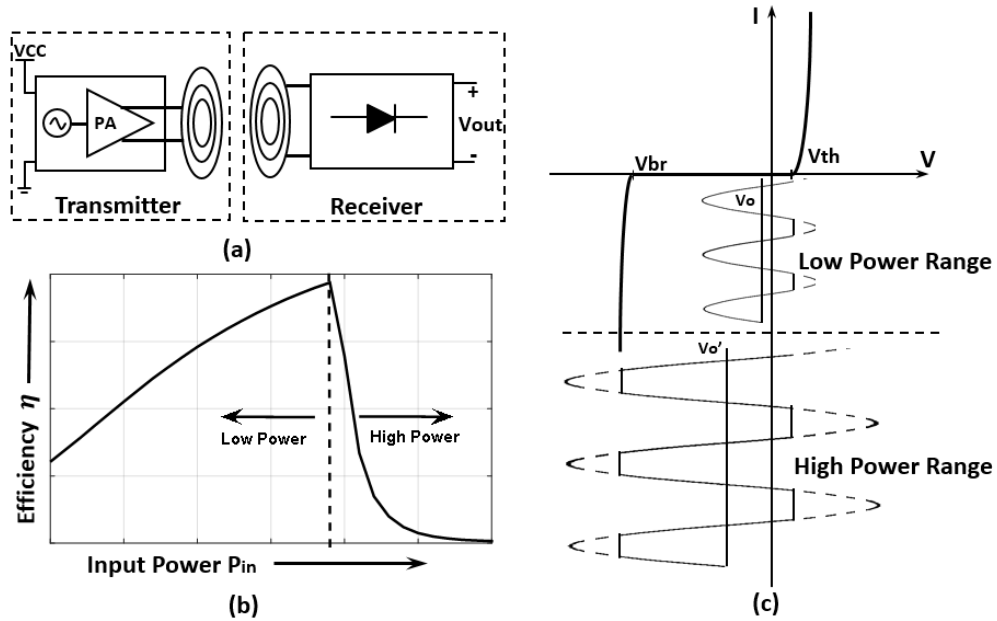 VCC
PA
+
Vout
-
Transmitter
Receiver
(a)
Efficiency η
Low Power
High Power
Input Power Pin
(b)
I
Vbr
Vth
V
Vo
Low Power Range
Vo’
High Power Range
(c)